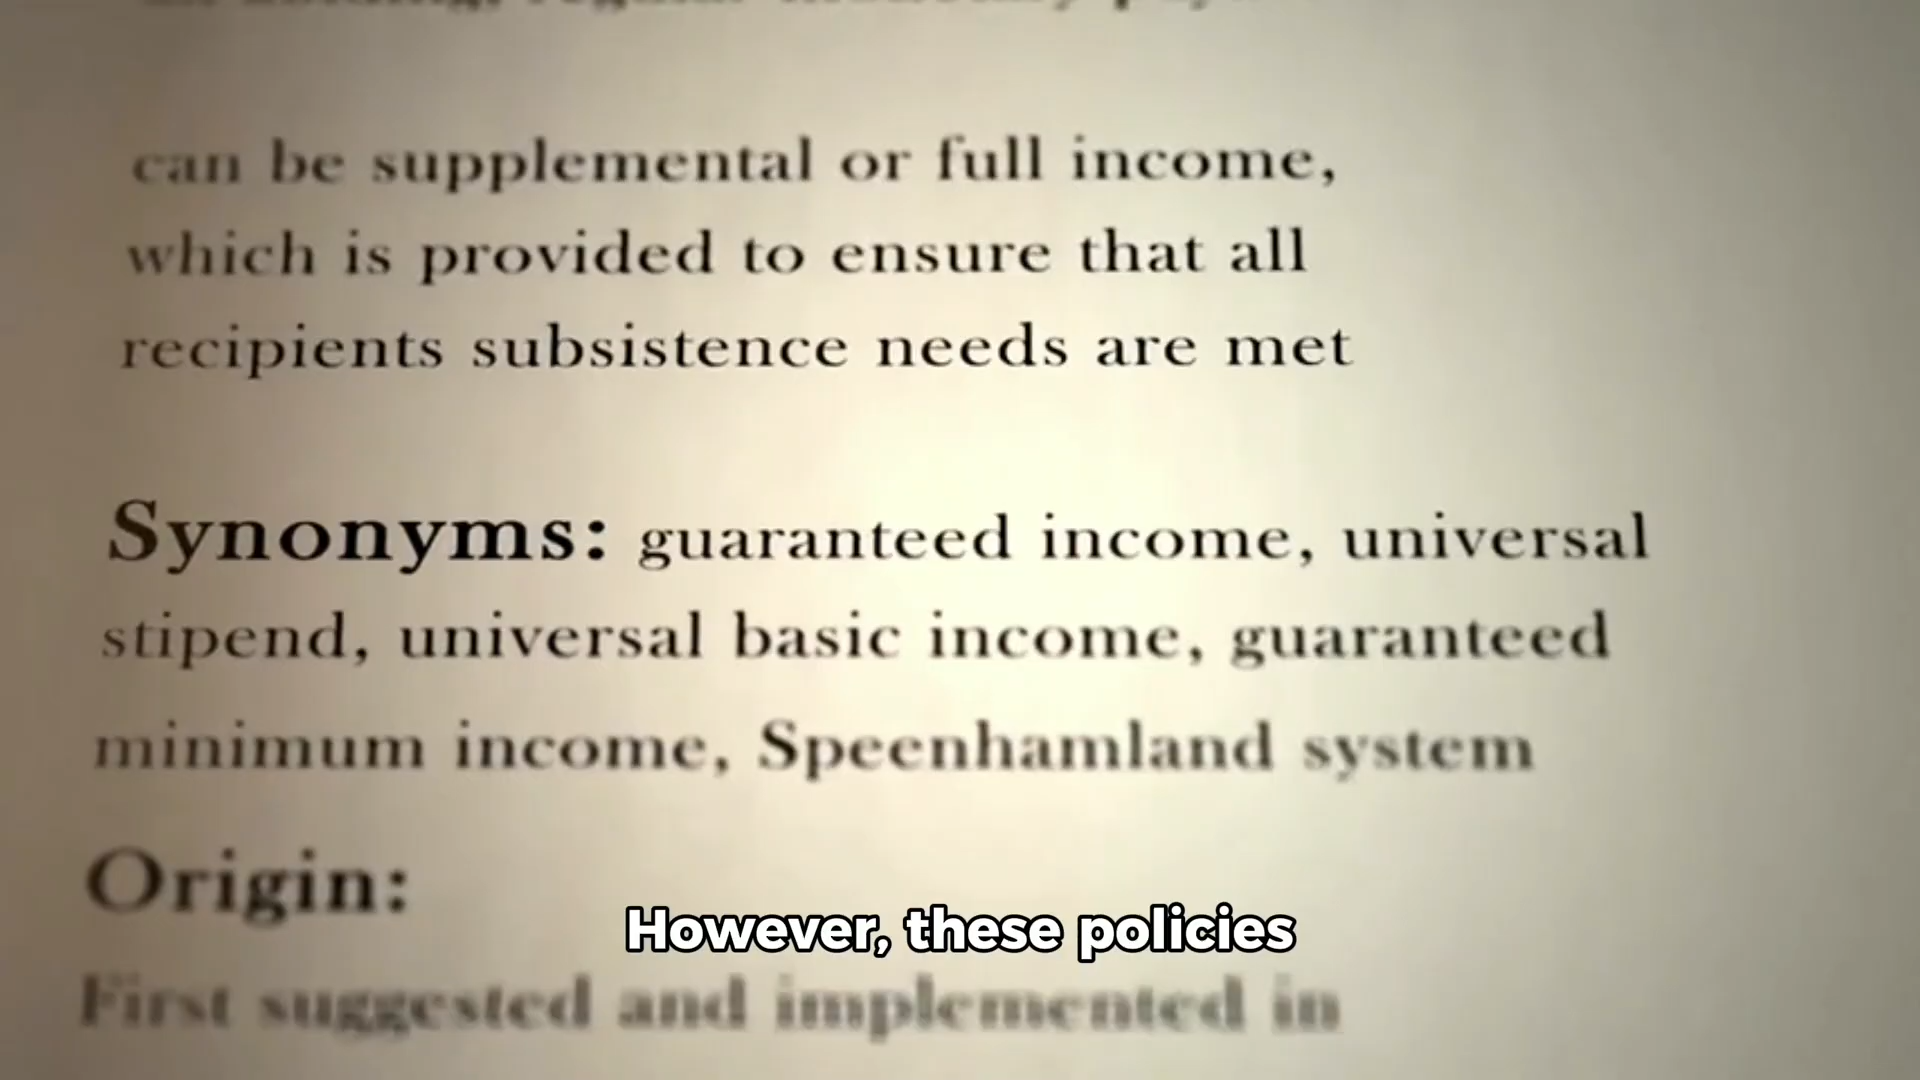 can be supplemental or full income,
which is provided to ensure that all
recipients subsistence needs are met
Synonyms: guaranteed income, universal
stipend, universal basic income, guaranteed
minimum income, Speenhamland system
Origin:
However, these policies
First suggested and implemented in